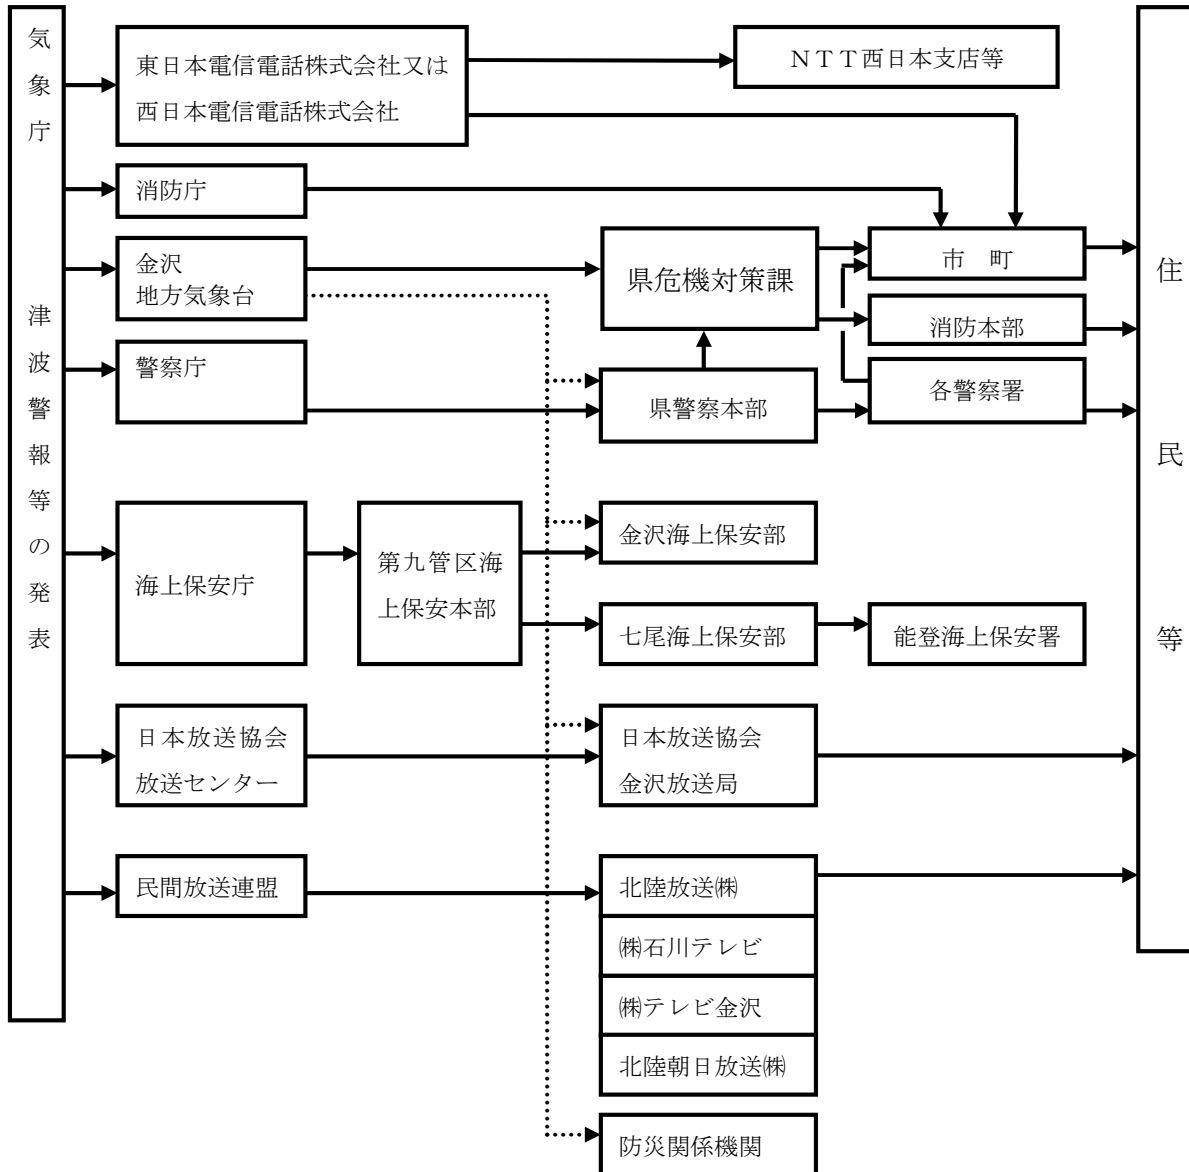 気象庁　津波警報等の発表
東日本電信電話株式会社又は
西日本電信電話株式会社
ＮＴＴ西日本支店等
消防庁
金沢
地方気象台
県危機対策課
市　町
消防本部
警察庁
県警察本部
各警察署
海上保安庁
第九管区海
上保安本部
金沢海上保安部
七尾海上保安部
能登海上保安署
日本放送協会
放送センター
日本放送協会
金沢放送局
民間放送連盟
北陸放送㈱
㈱石川テレビ
㈱テレビ金沢
北陸朝日放送㈱
防災関係機関
住民等